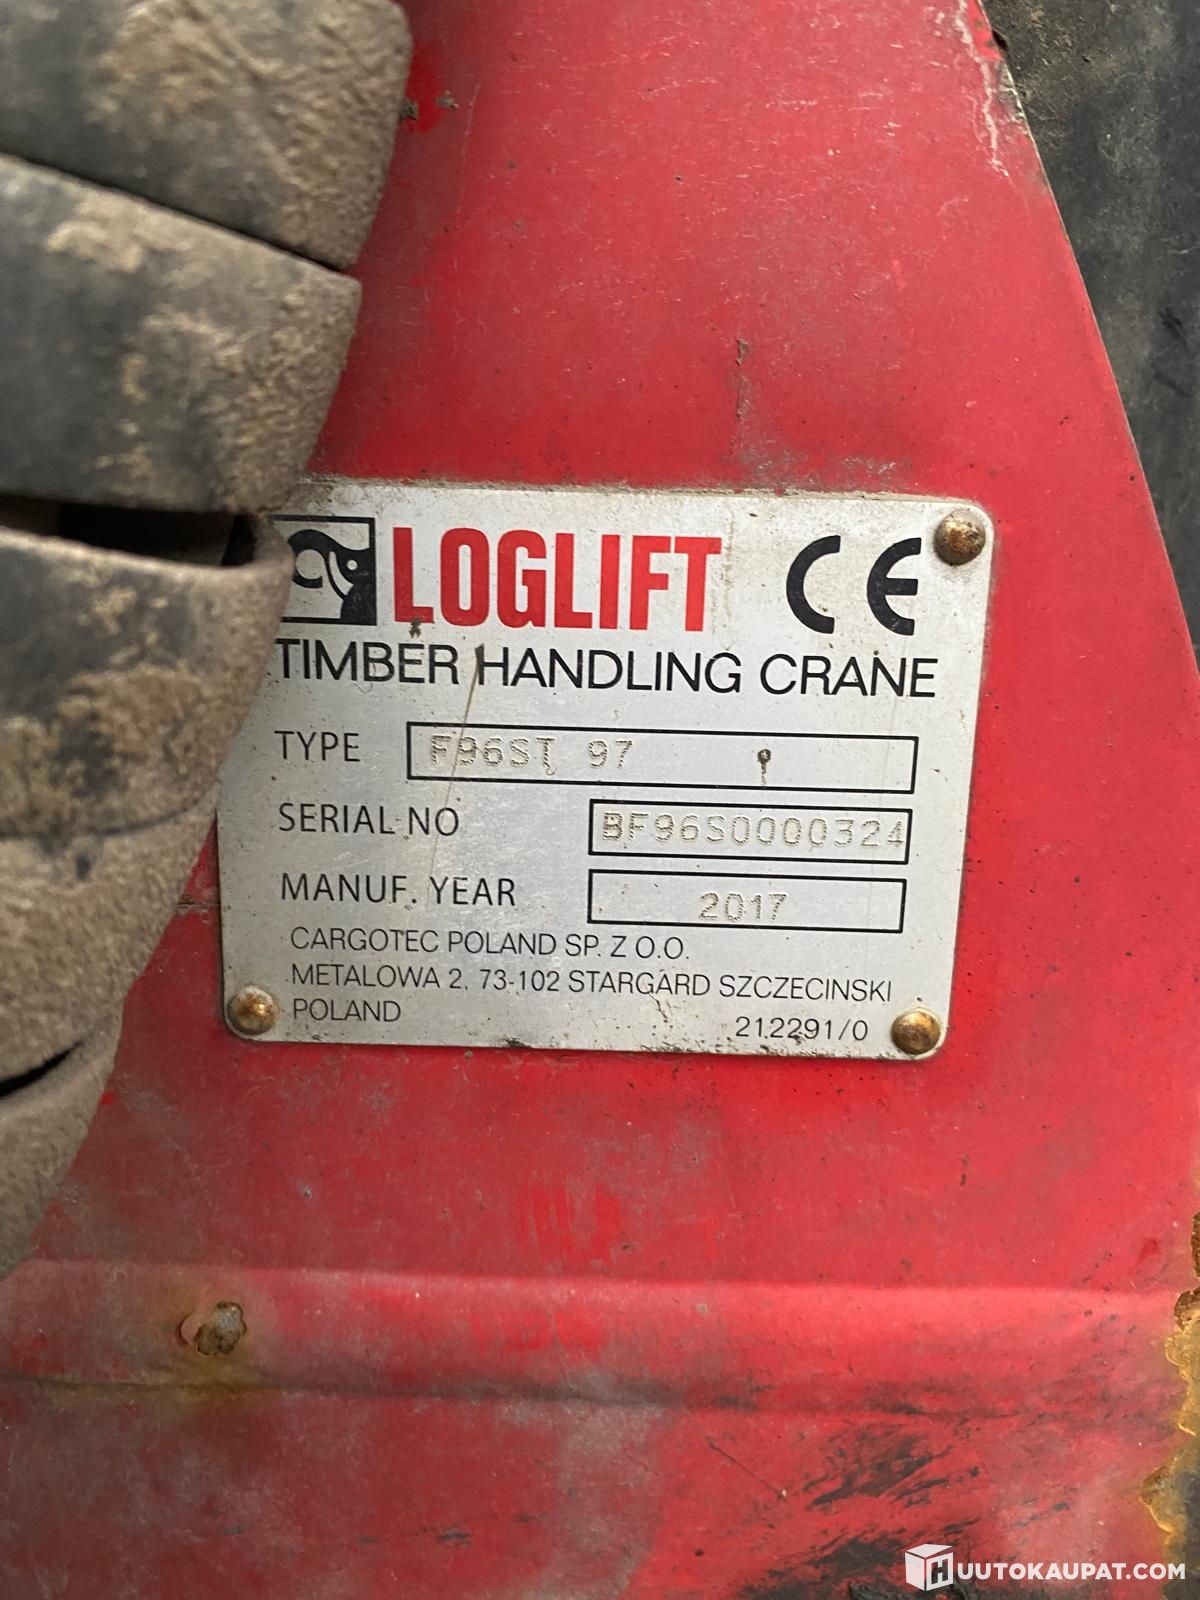 LOGLIFT CE
TIMBER HANDLING CRANE
TYPE F96ST 97
SERIAL NO BF96S0000324
MANUF. YEAR 2017
CARGOTEC POLAND SP. Z O.O.
METALOWA 2, 73-102 STARGARD SZCZECINSKI
POLAND
212291/0
HUUTOKAUPAT.COM